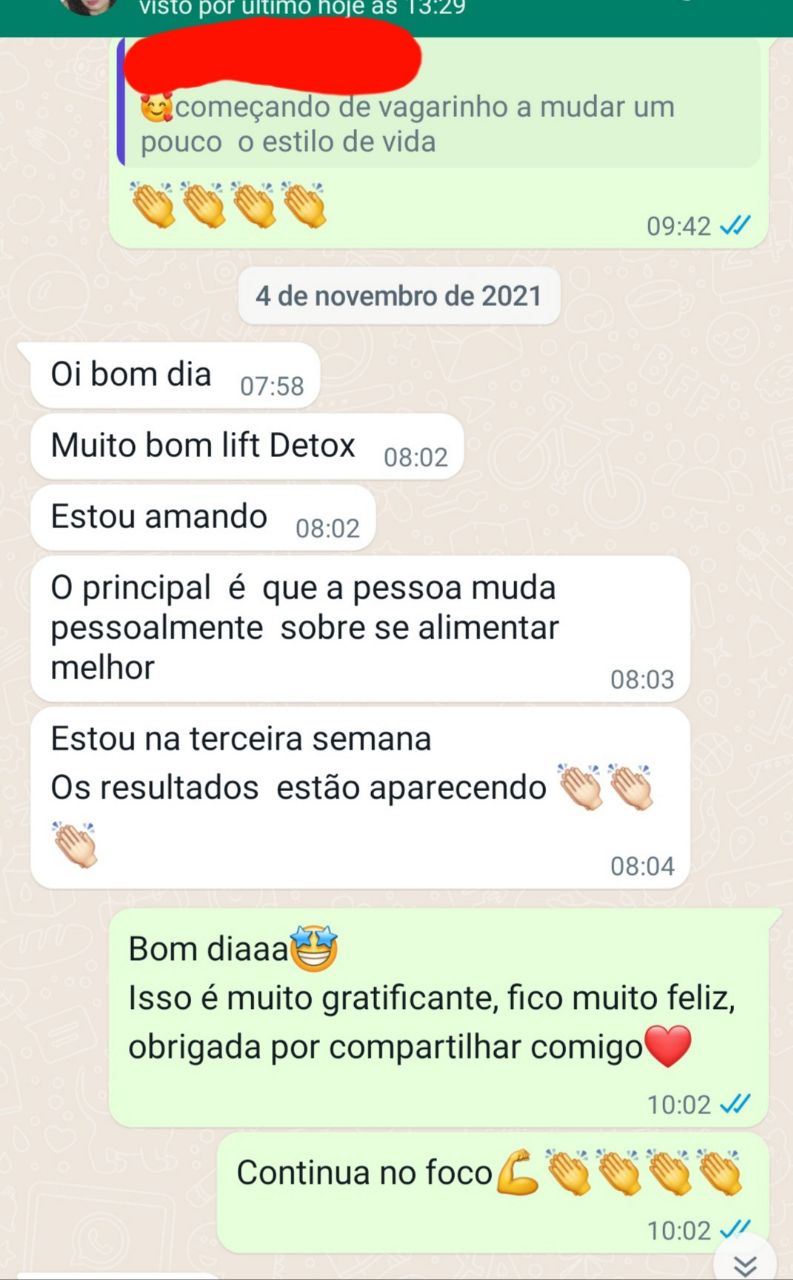 visto por último hoje às 13:29
🥰começando de vagarinho a mudar um
pouco o estilo de vida
👏👏👏👏
09:42
4 de novembro de 2021
Oi bom dia 07:58
Muito bom lift Detox 08:02
Estou amando 08:02
O principal é que a pessoa muda
pessoalmente sobre se alimentar
melhor
08:03
Estou na terceira semana
Os resultados estão aparecendo 👏🏻👏🏻
👏🏻
08:04
Bom diaaa🤩
Isso é muito gratificante, fico muito feliz,
obrigada por compartilhar comigo❤️
10:02
Continua no foco💪👏👏👏👏
10:02